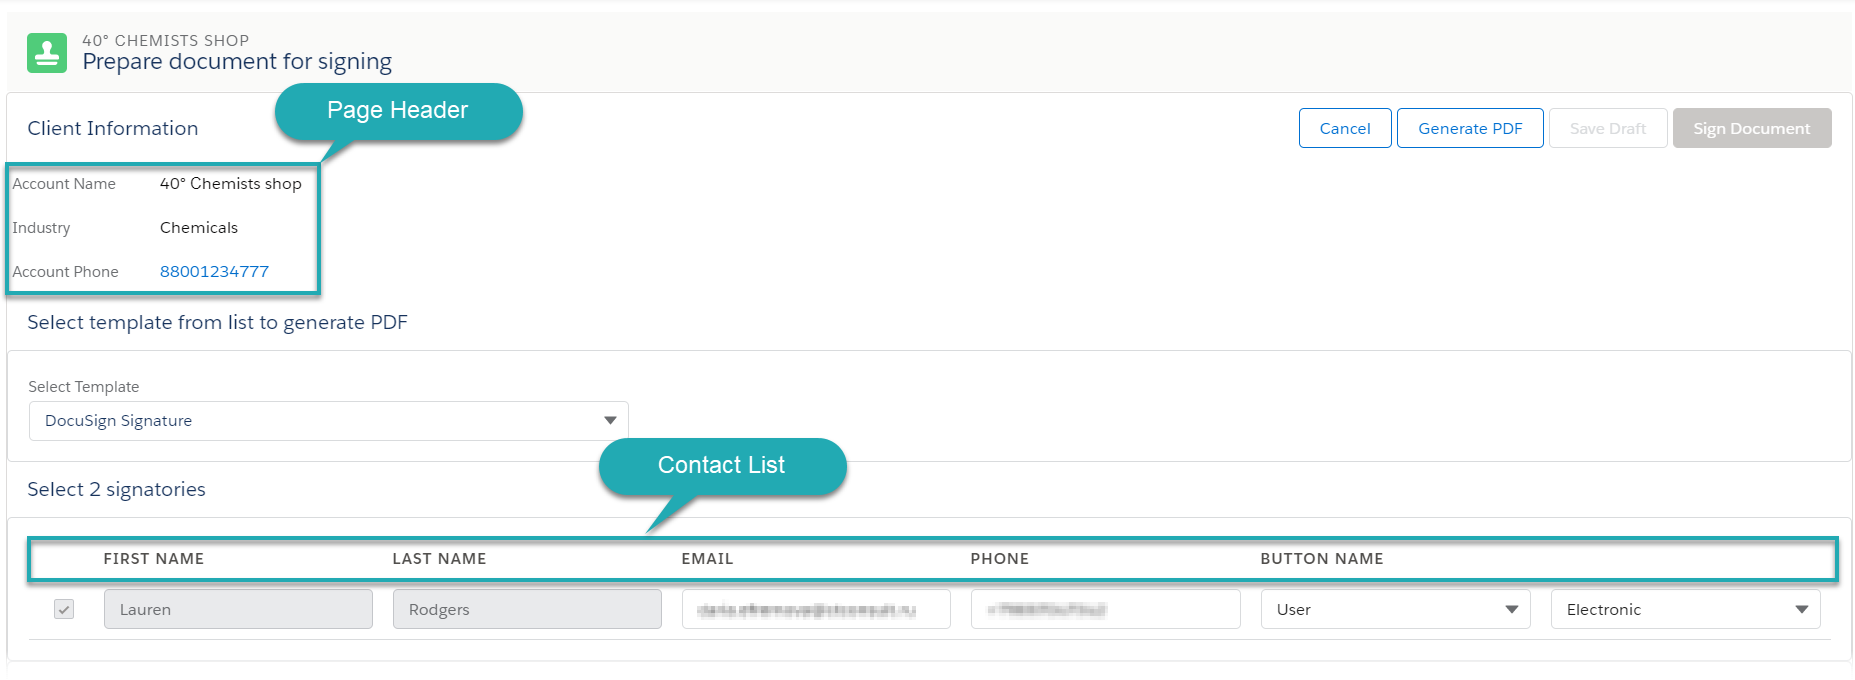 40° CHEMISTS SHOP
Prepare document for signing
Page Header
Client Information
Cancel Generate PDF Save Draft Sign Document
Account Name 40° Chemists shop
Industry Chemicals
Account Phone 88001234777
Select template from list to generate PDF
Select Template
DocuSign Signature
Contact List
Select 2 signatories
FIRST NAME LAST NAME EMAIL PHONE BUTTON NAME
Lauren Rodgers User Electronic